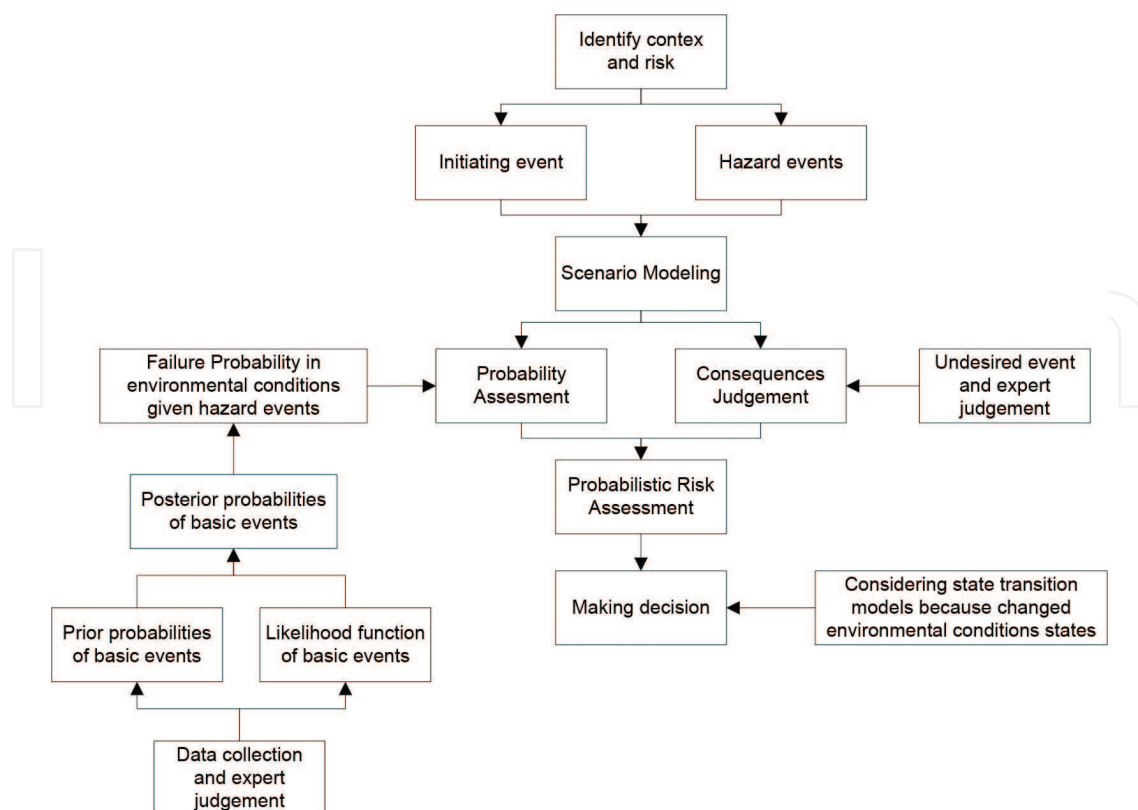 Identify contex
and risk
Initiating event
Hazard events
Scenario Modeling
Failure Probability in
environmental conditions
given hazard events
Probability
Assesment
Consequences
Judgement
Undesired event
and expert
judgement
Posterior probabilities
of basic events
Probabilistic Risk
Assessment
Prior probabilities
of basic events
Likelihood function
of basic events
Making decision
Considering state transition
models because changed
environmental conditions states
Data collection
and expert
judgement